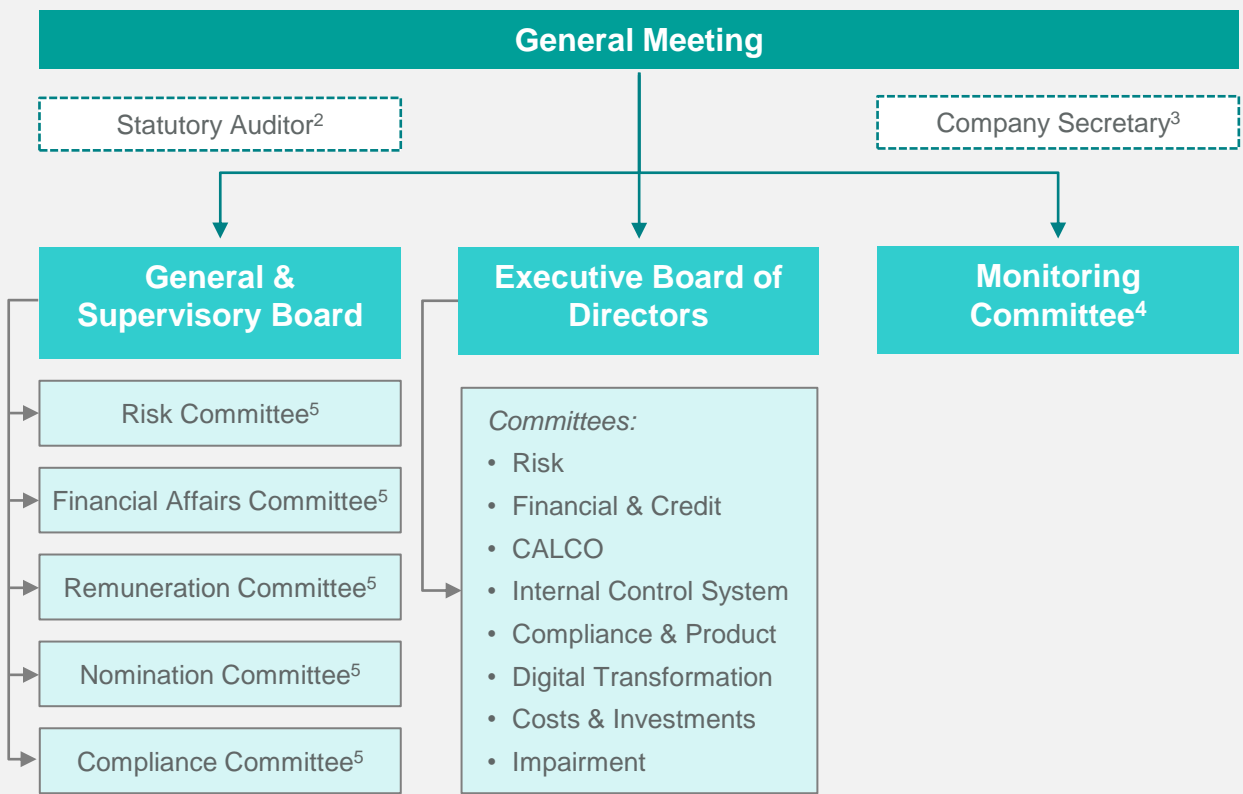 General Meeting
Statutory Auditor²
Company Secretary³
General &
Supervisory Board
Executive Board of
Directors
Monitoring
Committee⁴
Risk Committee⁵
Financial Affairs Committee⁵
Remuneration Committee⁵
Nomination Committee⁵
Compliance Committee⁵
Committees:
• Risk
• Financial & Credit
• CALCO
• Internal Control System
• Compliance & Product
• Digital Transformation
• Costs & Investments
• Impairment